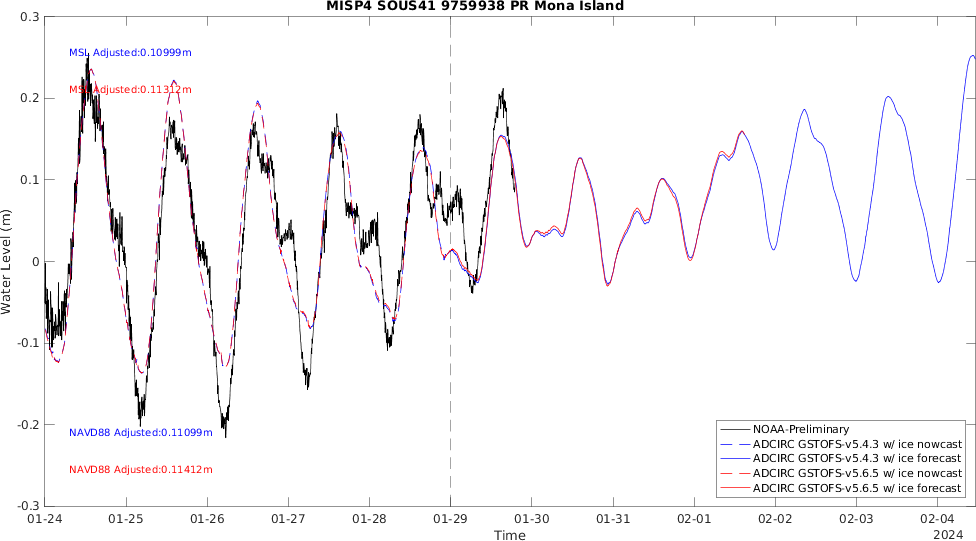 MISP4 SOUS41 9759938 PR Mona Island
0.3
0.2
0.1
0
-0.1
-0.2
-0.3
Water Level (m)
MSL Adjusted:0.10999m
MSL Adjusted:0.11312m
NAVD88 Adjusted:0.11099m
NAVD88 Adjusted:0.11412m
NOAA-Preliminary
ADCIRC GSTOFS-v5.4.3 w/ ice nowcast
ADCIRC GSTOFS-v5.4.3 w/ ice forecast
ADCIRC GSTOFS-v5.6.5 w/ ice nowcast
ADCIRC GSTOFS-v5.6.5 w/ ice forecast
01-24 01-25 01-26 01-27 01-28 01-29 01-30 01-31 02-01 02-02 02-03 02-04
Time 2024